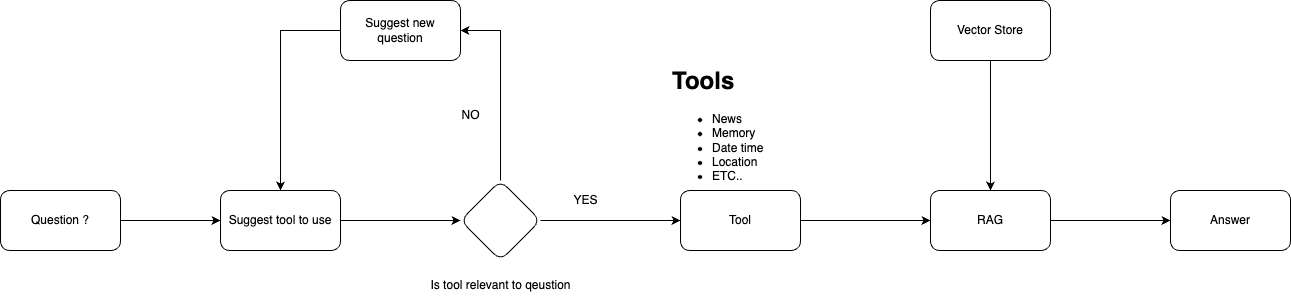 Suggest new
question
Vector Store
Tools
NO
• News
• Memory
• Date time
• Location
• ETC..
YES
Question ?
Suggest tool to use
Tool
RAG
Answer
Is tool relevant to qeustion